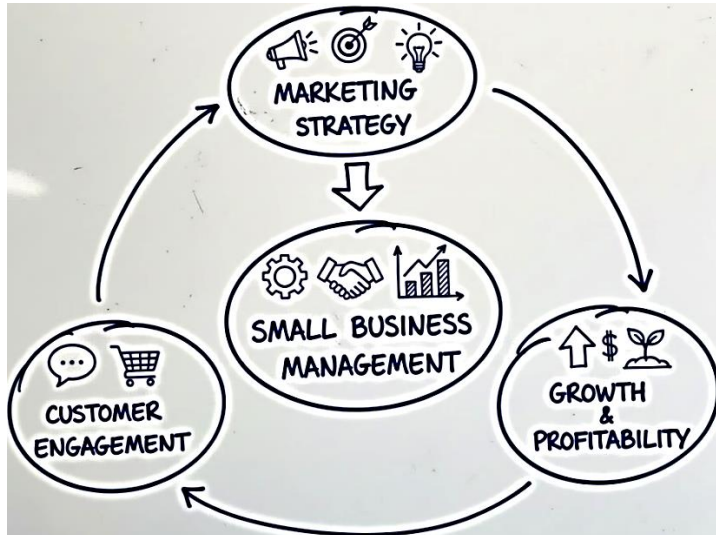 MARKETING
STRATEGY
SMALL BUSINESS
MANAGEMENT
CUSTOMER
ENGAGEMENT
$
GROWTH
&
PROFITABILITY